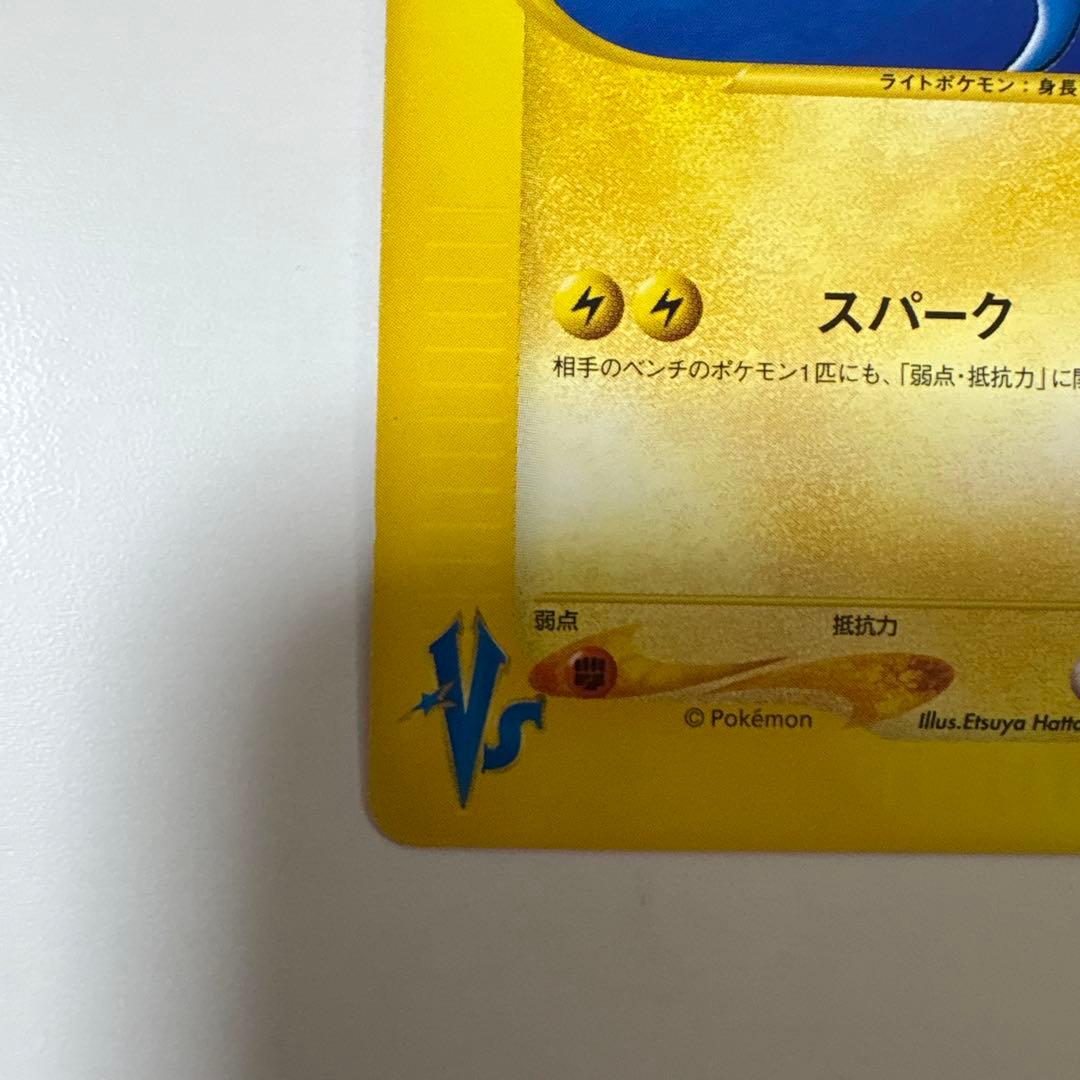 ライトポケモン：身長
スパーク
相手のベンチのポケモン1匹にも、「弱点・抵抗力」に関
弱点 抵抗力
Vs
© Pokémon Illus.Etsuya Hatta